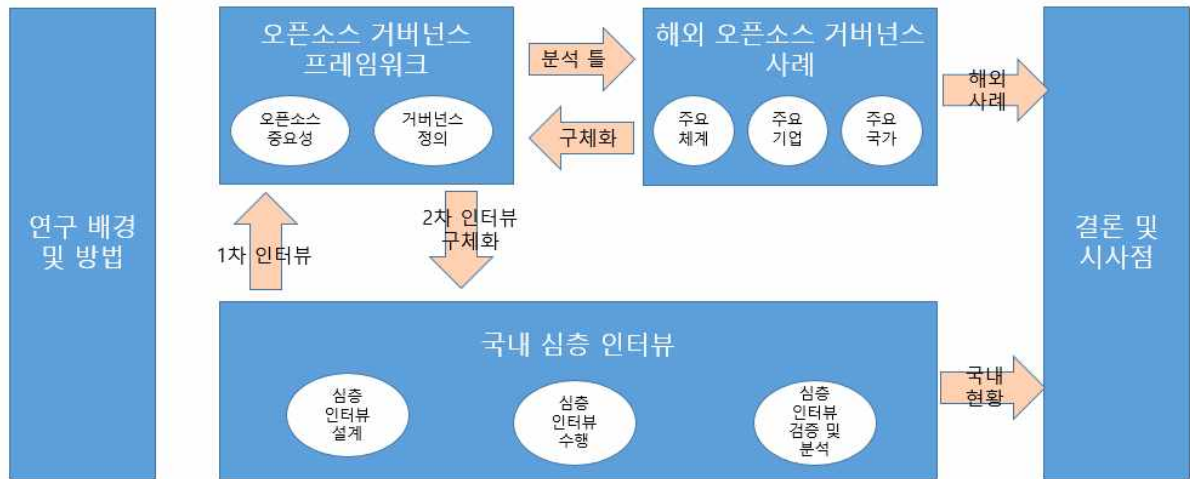 연구 배경
및 방법
오픈소스 거버넌스
프레임워크
오픈소스
중요성
거버넌스
정의
분석 틀
구체화
해외 오픈소스 거버넌스
사례
주요
체계
주요
기업
주요
국가
해외
사례
1차 인터뷰
2차 인터뷰
구체화
국내 심층 인터뷰
심층
인터뷰
설계
심층
인터뷰
수행
심층
인터뷰
검증 및
분석
국내
현황
결론 및
시사점